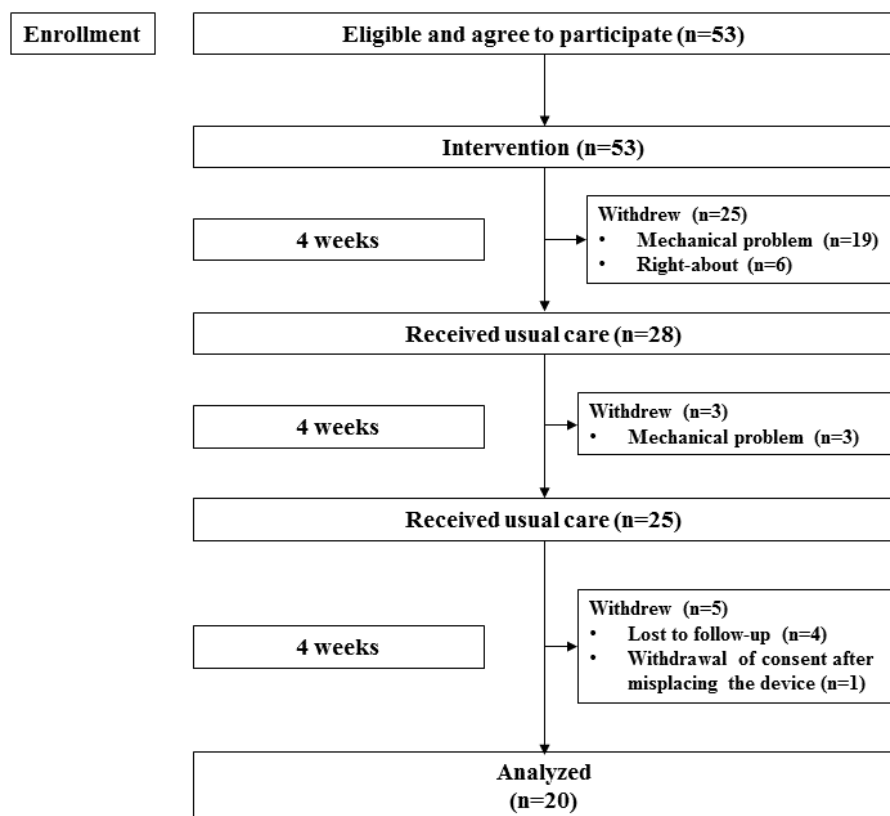 Enrollment
Eligible and agree to participate (n=53)
Intervention (n=53)
4 weeks
Withdrew (n=25)
• Mechanical problem (n=19)
• Right-about (n=6)
Received usual care (n=28)
4 weeks
Withdrew (n=3)
• Mechanical problem (n=3)
Received usual care (n=25)
4 weeks
Withdrew (n=5)
• Lost to follow-up (n=4)
• Withdrawal of consent after
misplacing the device (n=1)
Analyzed
(n=20)